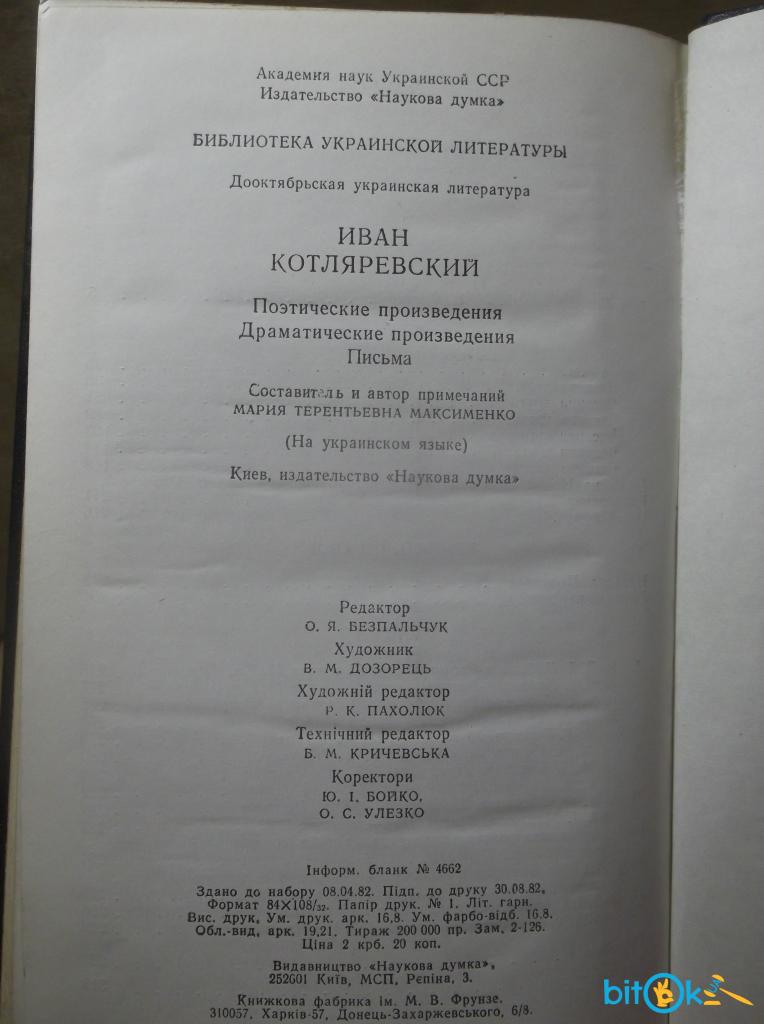 Академия наук Украинской ССР
Издательство «Наукова думка»
БИБЛИОТЕКА УКРАИНСКОЙ ЛИТЕРАТУРЫ
Дооктябрьская украинская литература
ИВАН
КОТЛЯРЕВСКИЙ
Поэтические произведения
Драматические произведения
Письма
Составитель и автор примечаний
МАРИЯ ТЕРЕНТЬЕВНА МАКСИМЕНКО
(На украинском языке)
Киев, издательство «Наукова думка»
Редактор
О. Я. БЕЗПАЛЬЧУК
Художник
В. М. ДОЗОРЕЦЬ
Художній редактор
Р. К. ПАХОЛЮК
Технічний редактор
Б. М. КРИЧЕВСЬКА
Коректори
Ю. І. БОЙКО,
О. С. УЛЕЗКО
Інформ. бланк № 4662
Здано до набору 08.04.82. Підп. до друку 30.08.82.
Формат 84×108/32. Папір друк. № 1. Літ. гарн.
Вис. друк. Ум. друк. арк. 16,8. Ум. фарбо-відб. 16,8.
Обл.-вид. арк. 19,21. Тираж 200 000 пр. Зам. 2-126.
Ціна 2 крб. 20 коп.
Видавництво «Наукова думка»,
252601 Київ, МСП, Рєпіна, 3.
Книжкова фабрика ім. М. В. Фрунзе.
310057, Харків-57, Донець-Захаржевського, 6/8.
bitok.ua